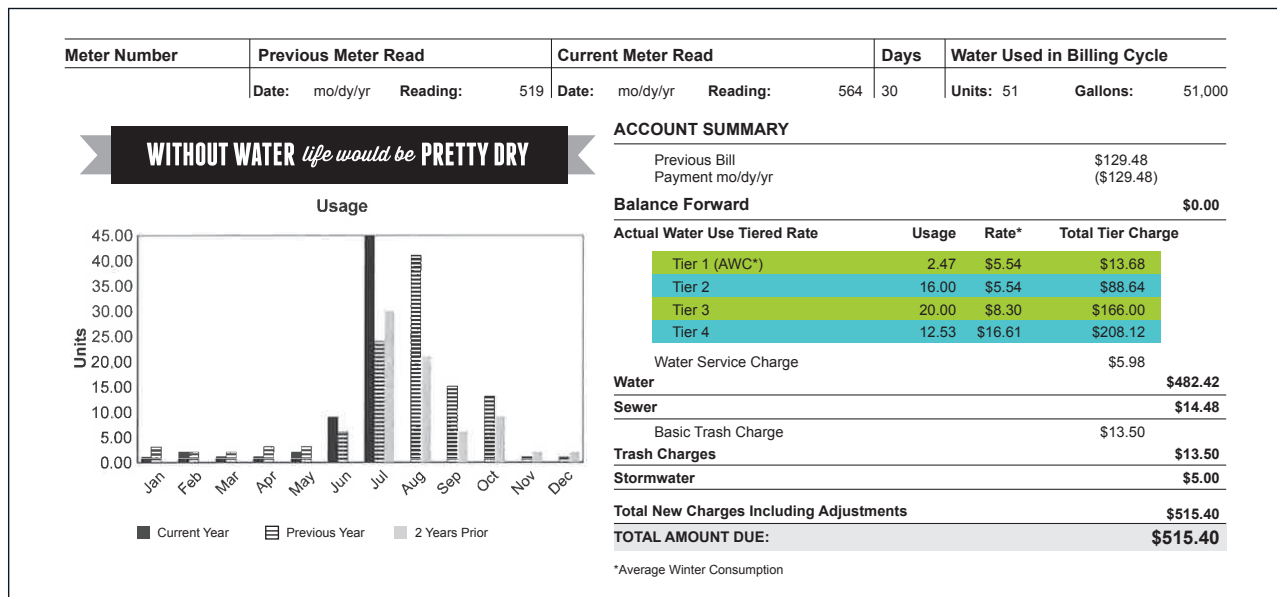 Meter Number Previous Meter Read Current Meter Read Days Water Used in Billing Cycle
Date: mo/dy/yr Reading: 519 Date: mo/dy/yr Reading: 564 30 Units: 51 Gallons: 51,000
WITHOUT WATER life would be PRETTY DRY
Usage
45.00
40.00
35.00
30.00
25.00
20.00
15.00
10.00
5.00
0.00
Units
Jan Feb Mar Apr May Jun Jul Aug Sep Oct Nov Dec
Current Year Previous Year 2 Years Prior
ACCOUNT SUMMARY
Previous Bill $129.48
Payment mo/dy/yr ($129.48)
Balance Forward $0.00
Actual Water Use Tiered Rate Usage Rate* Total Tier Charge
Tier 1 (AWC*) 2.47 $5.54 $13.68
Tier 2 16.00 $5.54 $88.64
Tier 3 20.00 $8.30 $166.00
Tier 4 12.53 $16.61 $208.12
Water Service Charge $5.98
Water $482.42
Sewer $14.48
Basic Trash Charge $13.50
Trash Charges $13.50
Stormwater $5.00
Total New Charges Including Adjustments $515.40
TOTAL AMOUNT DUE: $515.40
*Average Winter Consumption